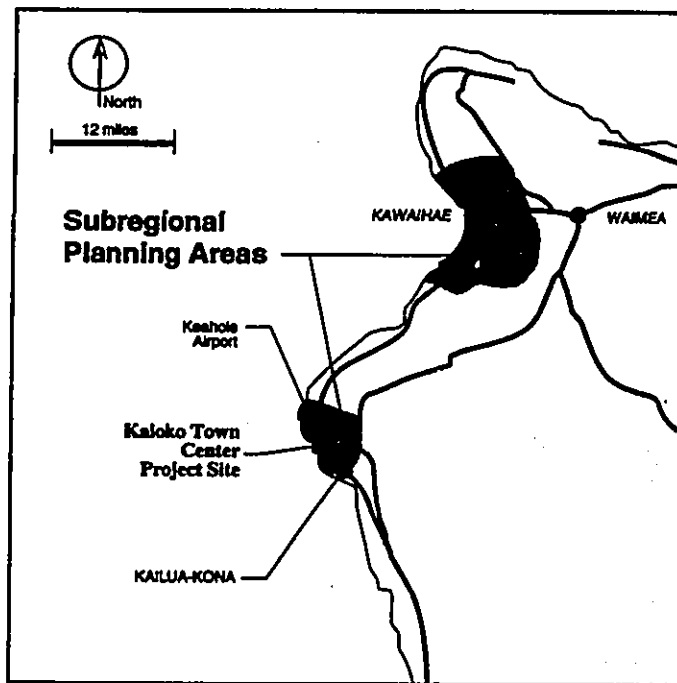 North
12 miles
KAWAIHAE
WAIMEA
Subregional
Planning Areas
Keahole
Airport
Kaloko Town
Center
Project Site
KAILUA-KONA